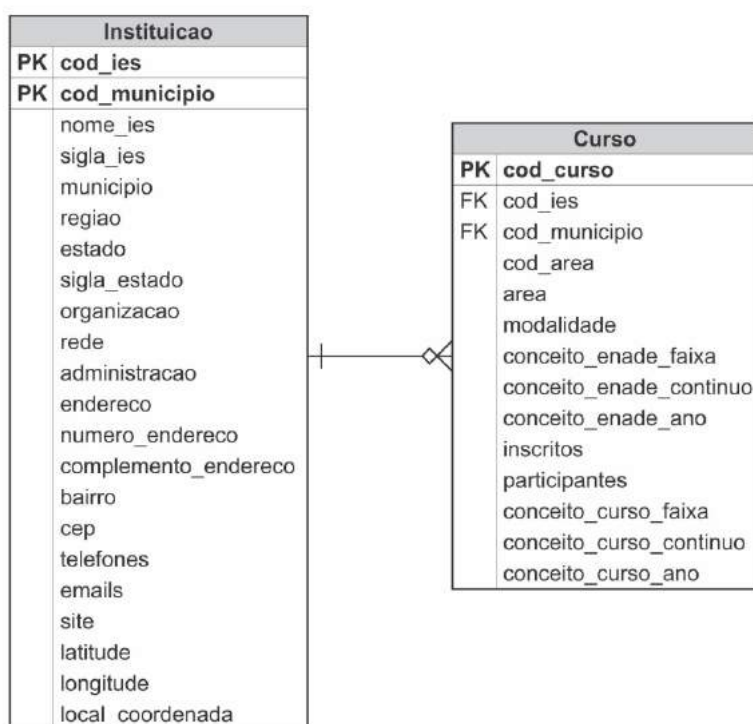 Instituicao
PK cod_ies
PK cod_municipio
nome_ies
sigla_ies
municipio
regiao
estado
sigla_estado
organizacao
rede
administracao
endereco
numero_endereco
complemento_endereco
bairro
cep
telefones
emails
site
latitude
longitude
local_coordenada
Curso
PK cod_curso
FK cod_ies
FK cod_municipio
cod_area
area
modalidade
conceito_enade_faixa
conceito_enade_continuo
conceito_enade_ano
inscritos
participantes
conceito_curso_faixa
conceito_curso_continuo
conceito_curso_ano